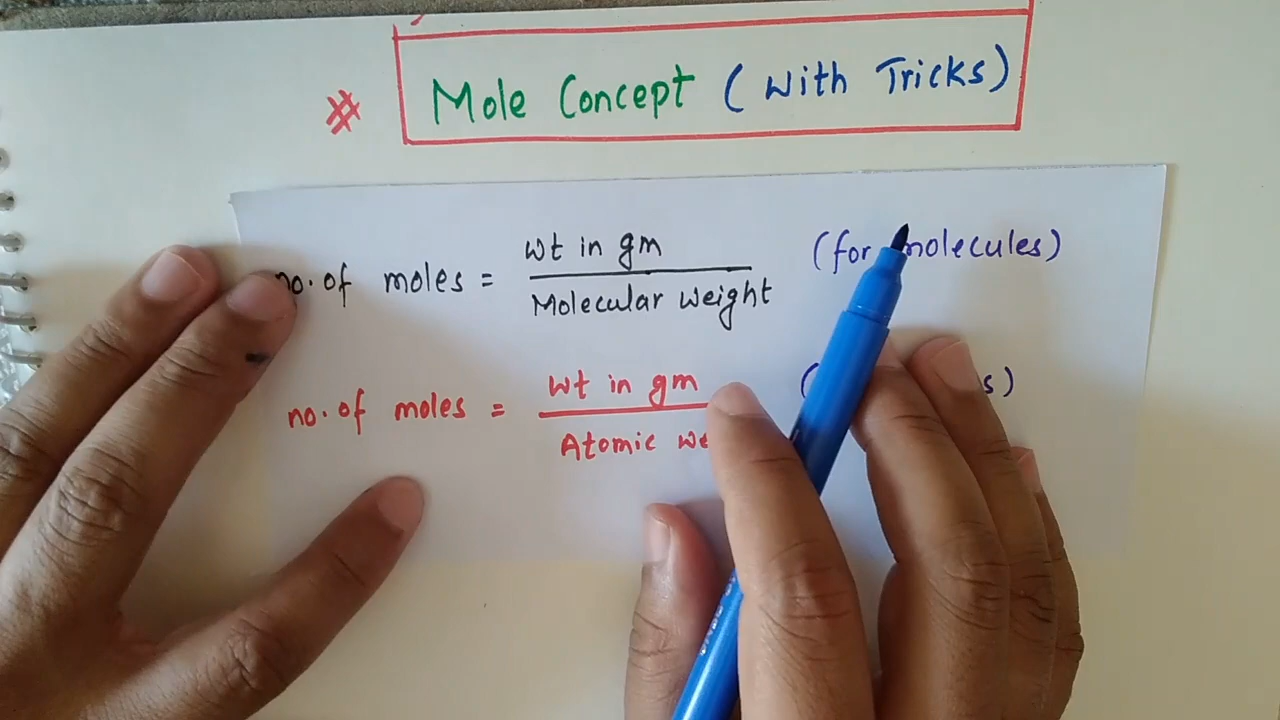 # Mole Concept (With Tricks)
no. of moles = wt in gm / Molecular weight (for molecules)
no. of moles = wt in gm / Atomic